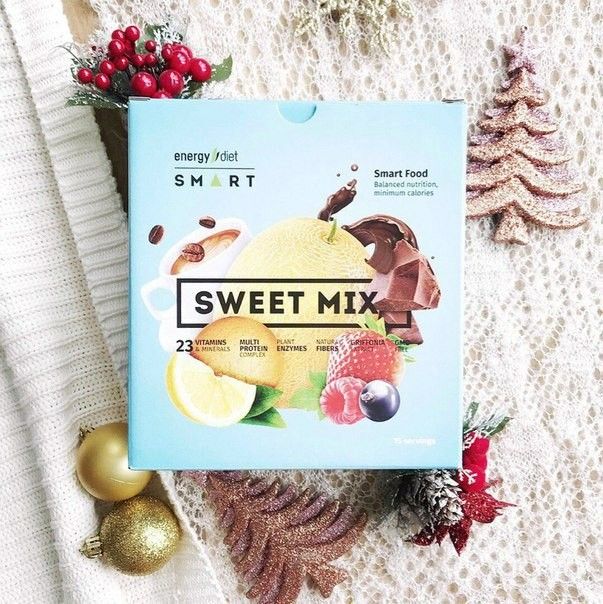 energy diet
SMART
Smart Food
Balanced nutrition,
minimum calories
SWEET MIX
23 VITAMINS & MINERALS
MULTI PROTEIN COMPLEX
PLANT ENZYMES
NATURAL FIBERS
GRIFFONIA EXTRACT
GMO FREE
15 servings